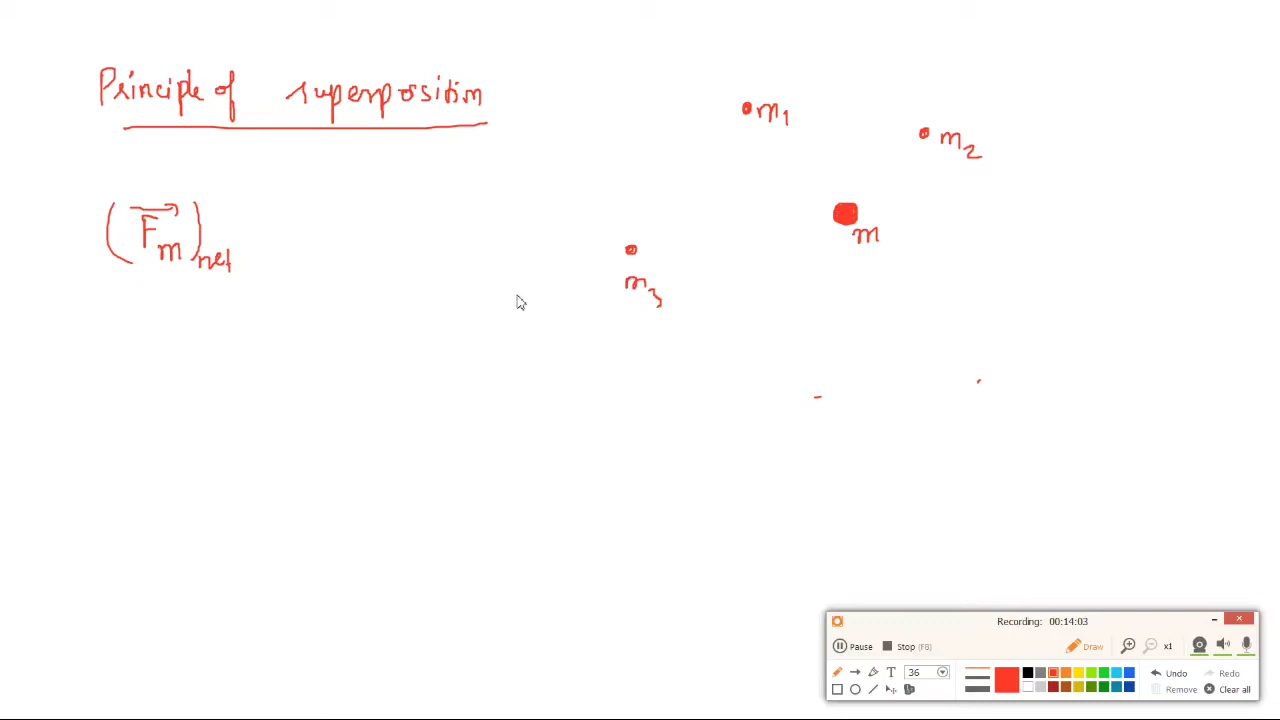 Principle of superposition
m1
m2
(F⃗m)net
m
m3
Recording: 00:14:03
Pause Stop (F8) Draw x1
T 36 Undo Redo
Remove Clear all